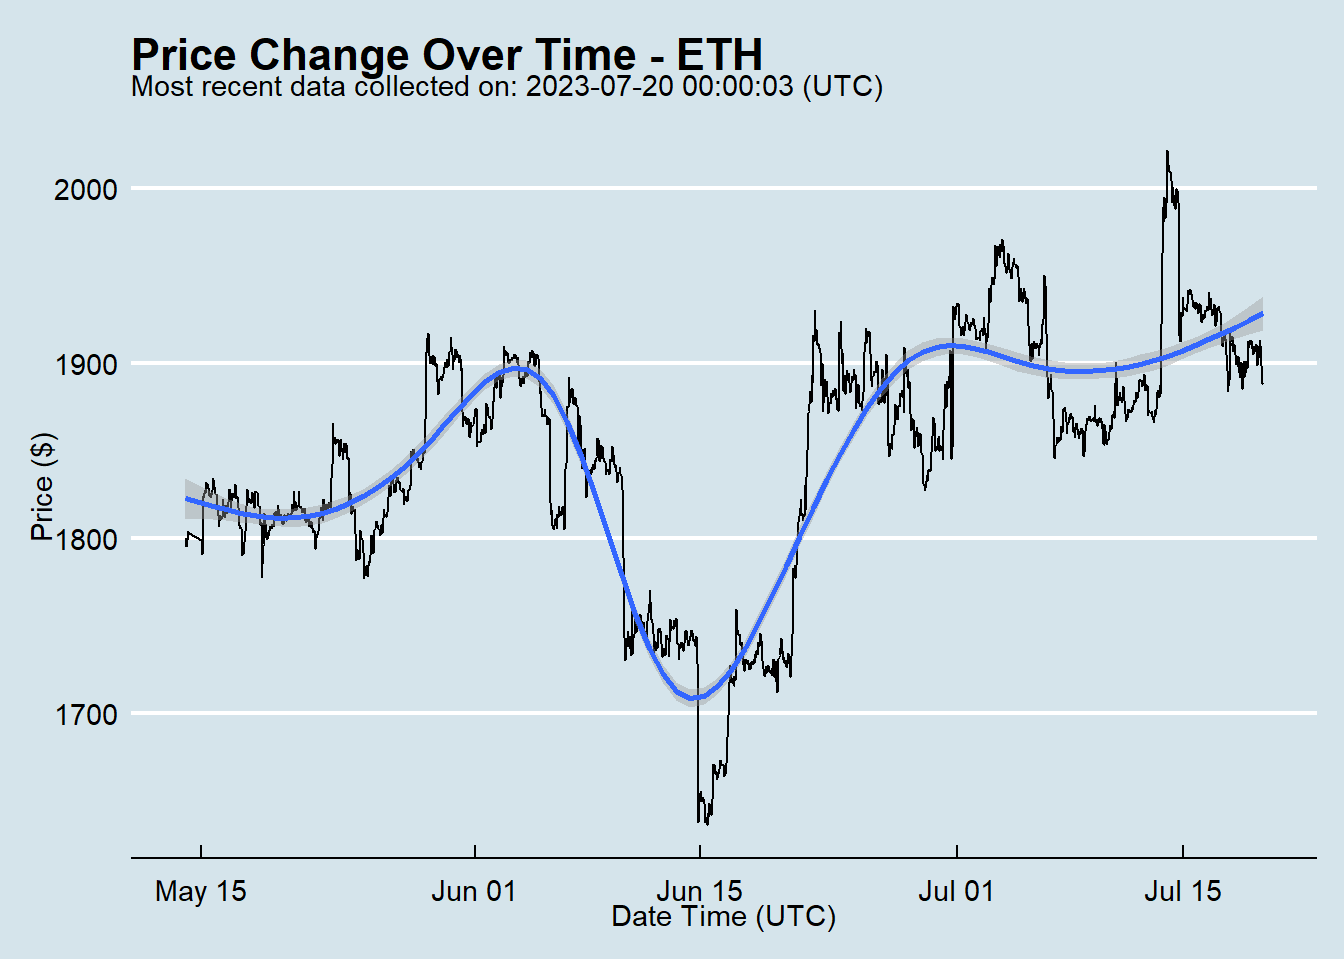 Price Change Over Time - ETH
Most recent data collected on: 2023-07-20 00:00:03 (UTC)
2000
1900
1800
1700
Price ($)
May 15
Jun 01
Jun 15
Jul 01
Jul 15
Date Time (UTC)